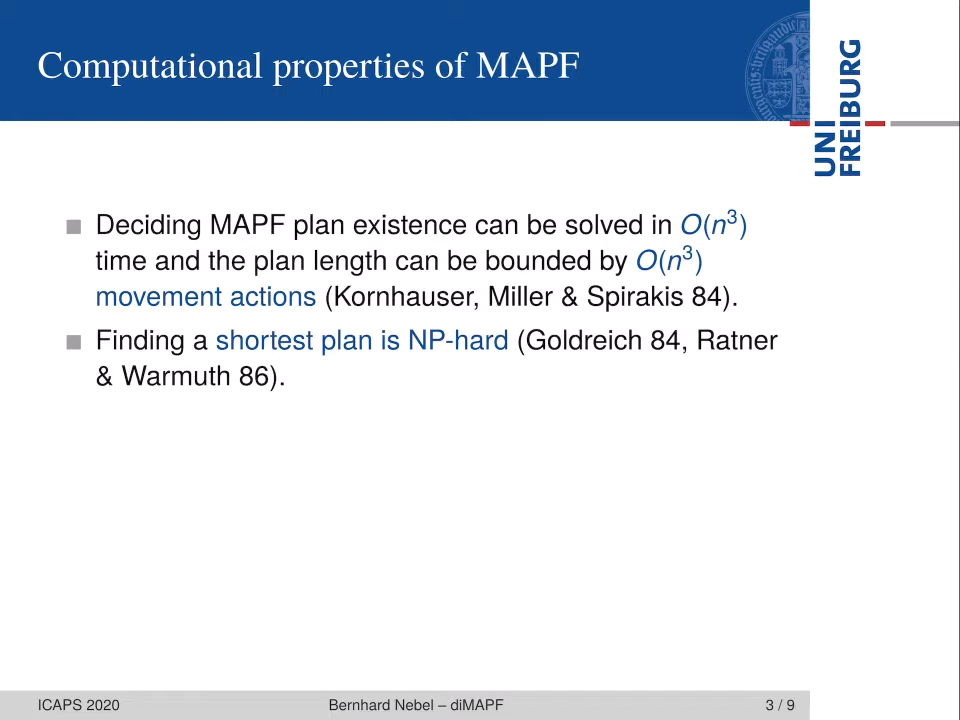 Computational properties of MAPF
UNI
FREIBURG
■ Deciding MAPF plan existence can be solved in O(n³)
time and the plan length can be bounded by O(n³)
movement actions (Kornhauser, Miller & Spirakis 84).
■ Finding a shortest plan is NP-hard (Goldreich 84, Ratner
& Warmuth 86).
ICAPS 2020
Bernhard Nebel – diMAPF
3 / 9